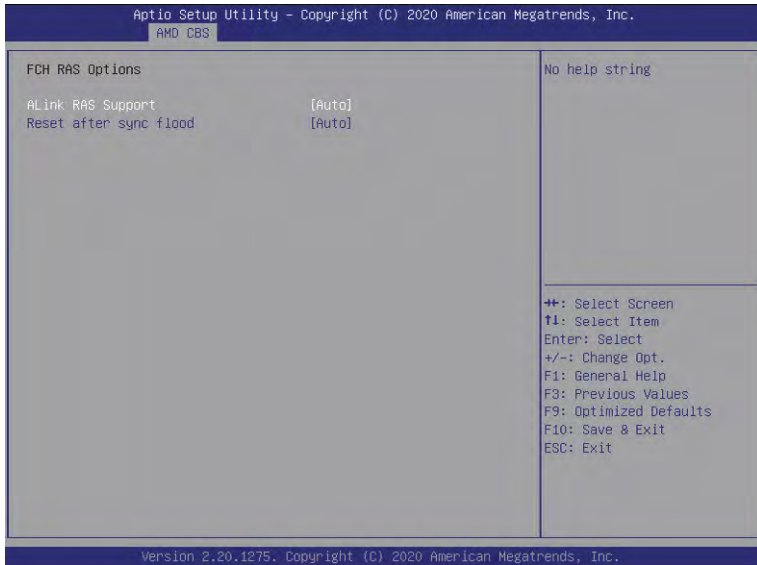 Aptio Setup Utility – Copyright (C) 2020 American Megatrends, Inc.
AMD CBS
FCH RAS Options
ALink RAS Support [Auto]
Reset after sync flood [Auto]
No help string
→←: Select Screen
↑↓: Select Item
Enter: Select
+/-: Change Opt.
F1: General Help
F3: Previous Values
F9: Optimized Defaults
F10: Save & Exit
ESC: Exit
Version 2.20.1275. Copyright (C) 2020 American Megatrends, Inc.